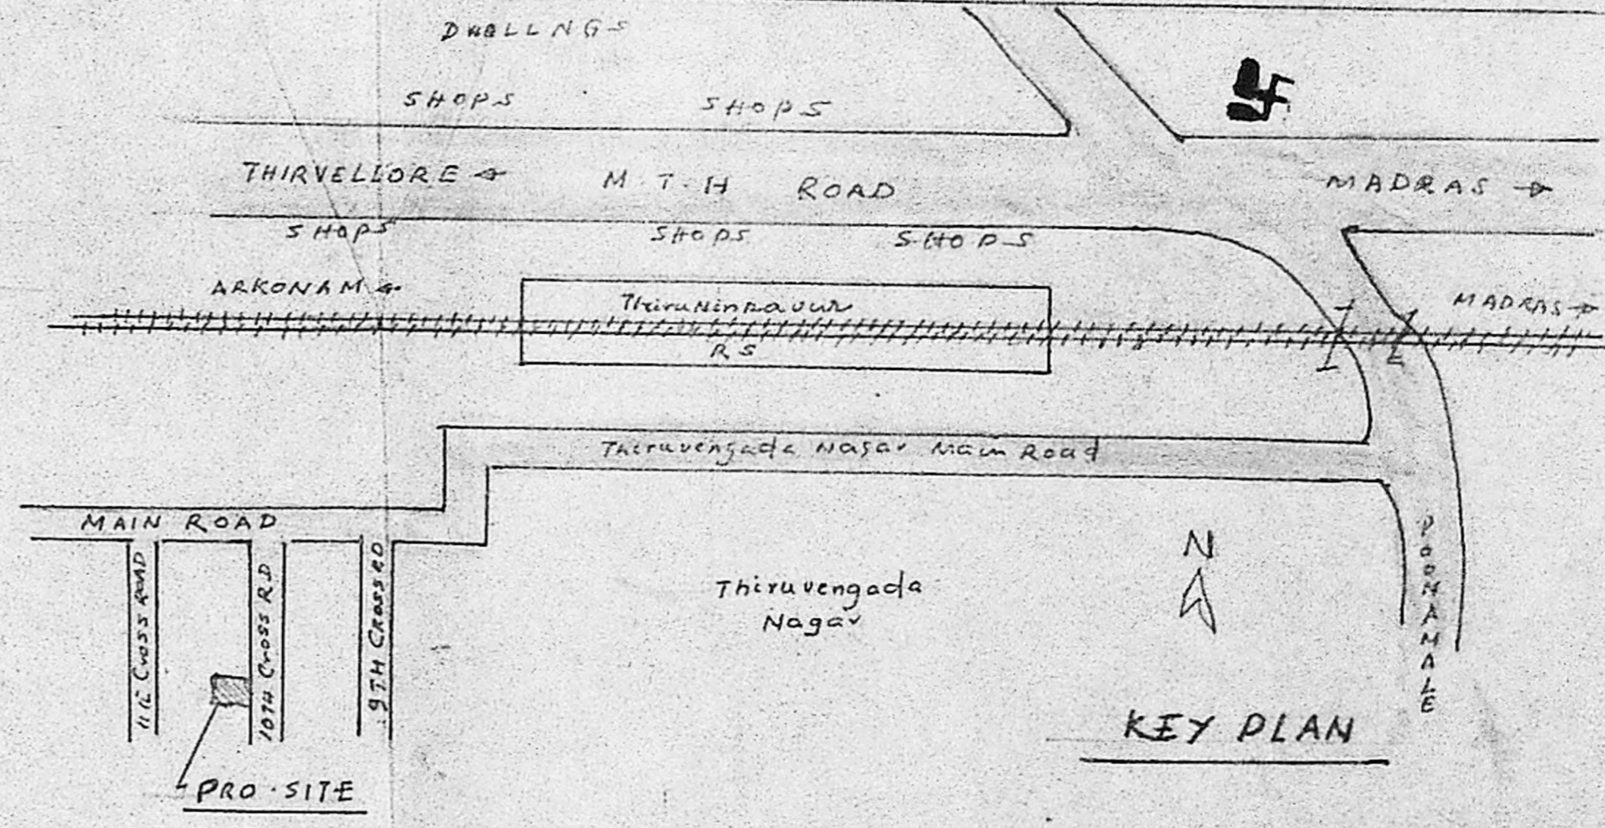 DWELLNGS
SHOPS SHOPS
THIRVELLORE M.T.H ROAD MADRAS
SHOPS SHOPS SHOPS
ARKONAM
Thiruninravur
MADRAS
RS
Thiruvengada Nagar Main Road
MAIN ROAD
11th CROSS ROAD
10TH CROSS RD
9TH CROSS RD
POONAMALE
N
Thiruvengada
Nagar
KEY PLAN
PRO.SITE